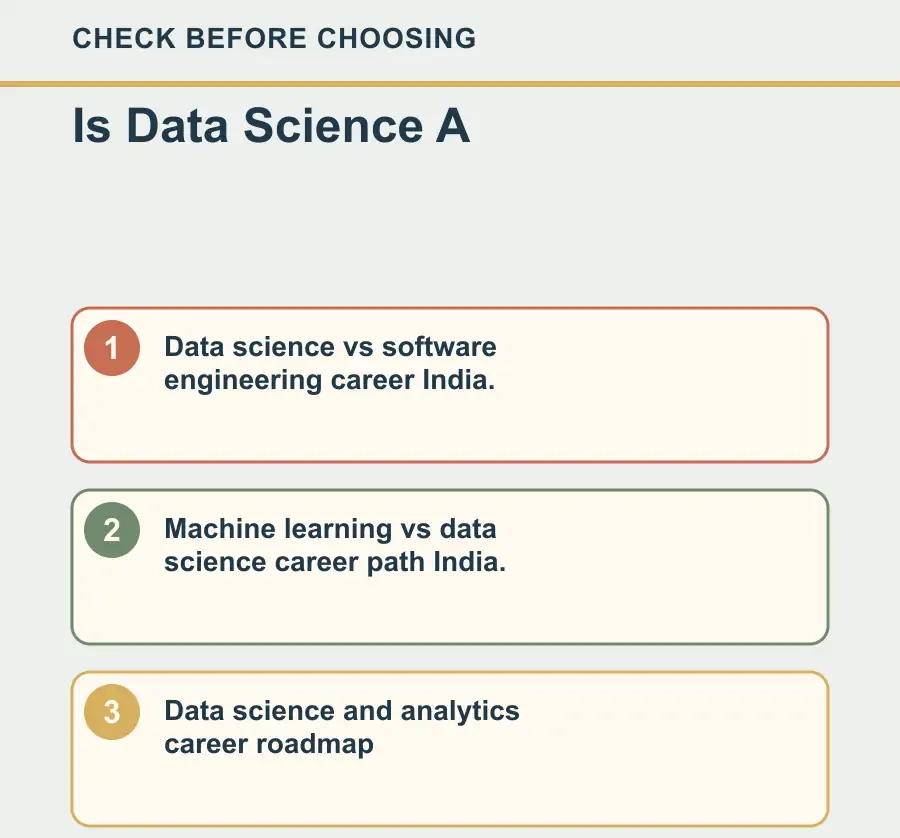 CHECK BEFORE CHOOSING
Is Data Science A
1
Data science vs software
engineering career India.
2
Machine learning vs data
science career path India.
3
Data science and analytics
career roadmap